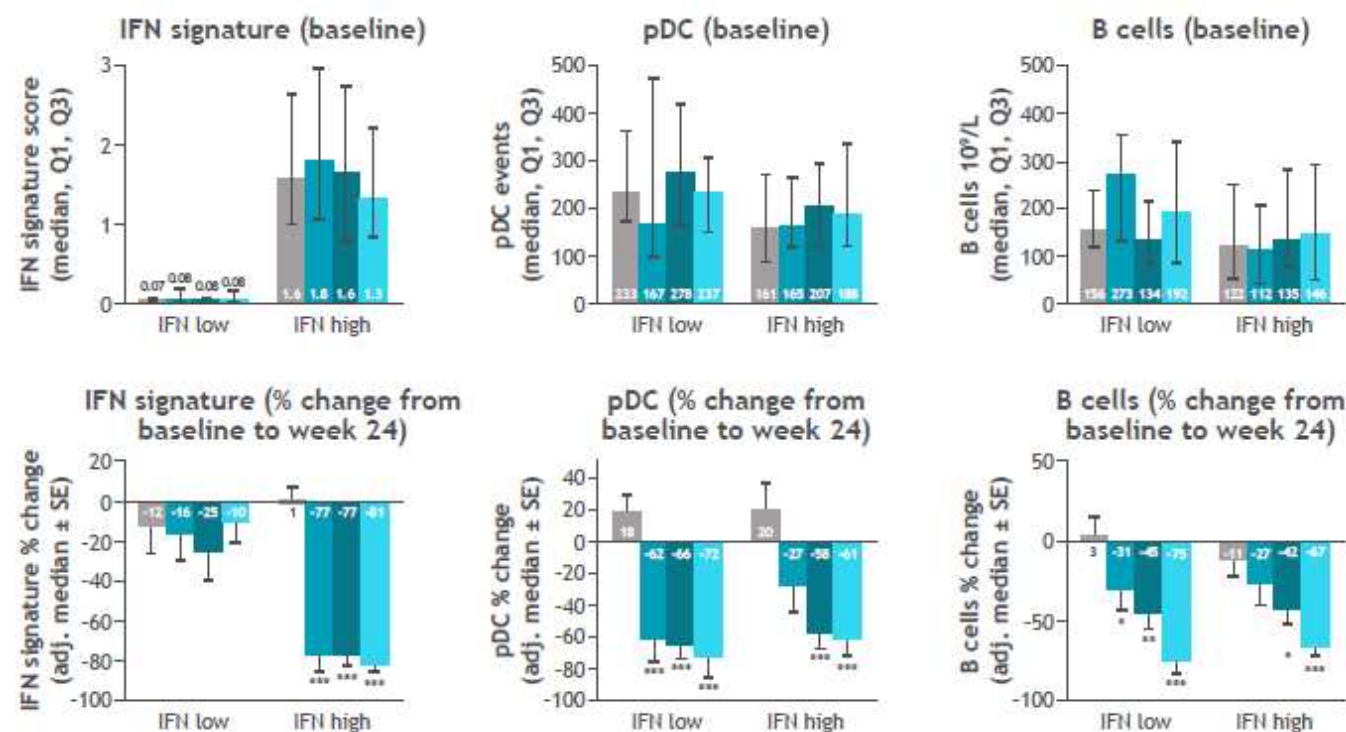 IFN signature (baseline)
IFN signature score
(median, Q1, Q3)
3
2
1
0
0.07
0.08
0.08
0.08
1.6
1.8
1.6
1.3
IFN low
IFN high
pDC (baseline)
pDC events
(median, Q1, Q3)
500
400
300
200
100
0
233
167
278
237
161
165
207
188
IFN low
IFN high
B cells (baseline)
B cells 10⁹/L
(median, Q1, Q3)
500
400
300
200
100
0
156
273
134
192
122
112
135
146
IFN low
IFN high
IFN signature (% change from
baseline to week 24)
IFN signature % change
(adj. median ± SE)
20
0
-20
-40
-60
-80
-100
-12
-16
-25
-10
1
-77
-77
-81
***
***
***
IFN low
IFN high
pDC (% change from
baseline to week 24)
pDC % change
(adj. median ± SE)
40
20
0
-20
-40
-60
-80
-100
18
-62
-66
-72
20
-27
-58
-61
***
***
***
***
***
IFN low
IFN high
B cells (% change from
baseline to week 24)
B cells % change
(adj. median ± SE)
50
0
-50
-100
3
-31
-45
-75
-11
-27
-42
-67
*
**
***
*
***
IFN low
IFN high